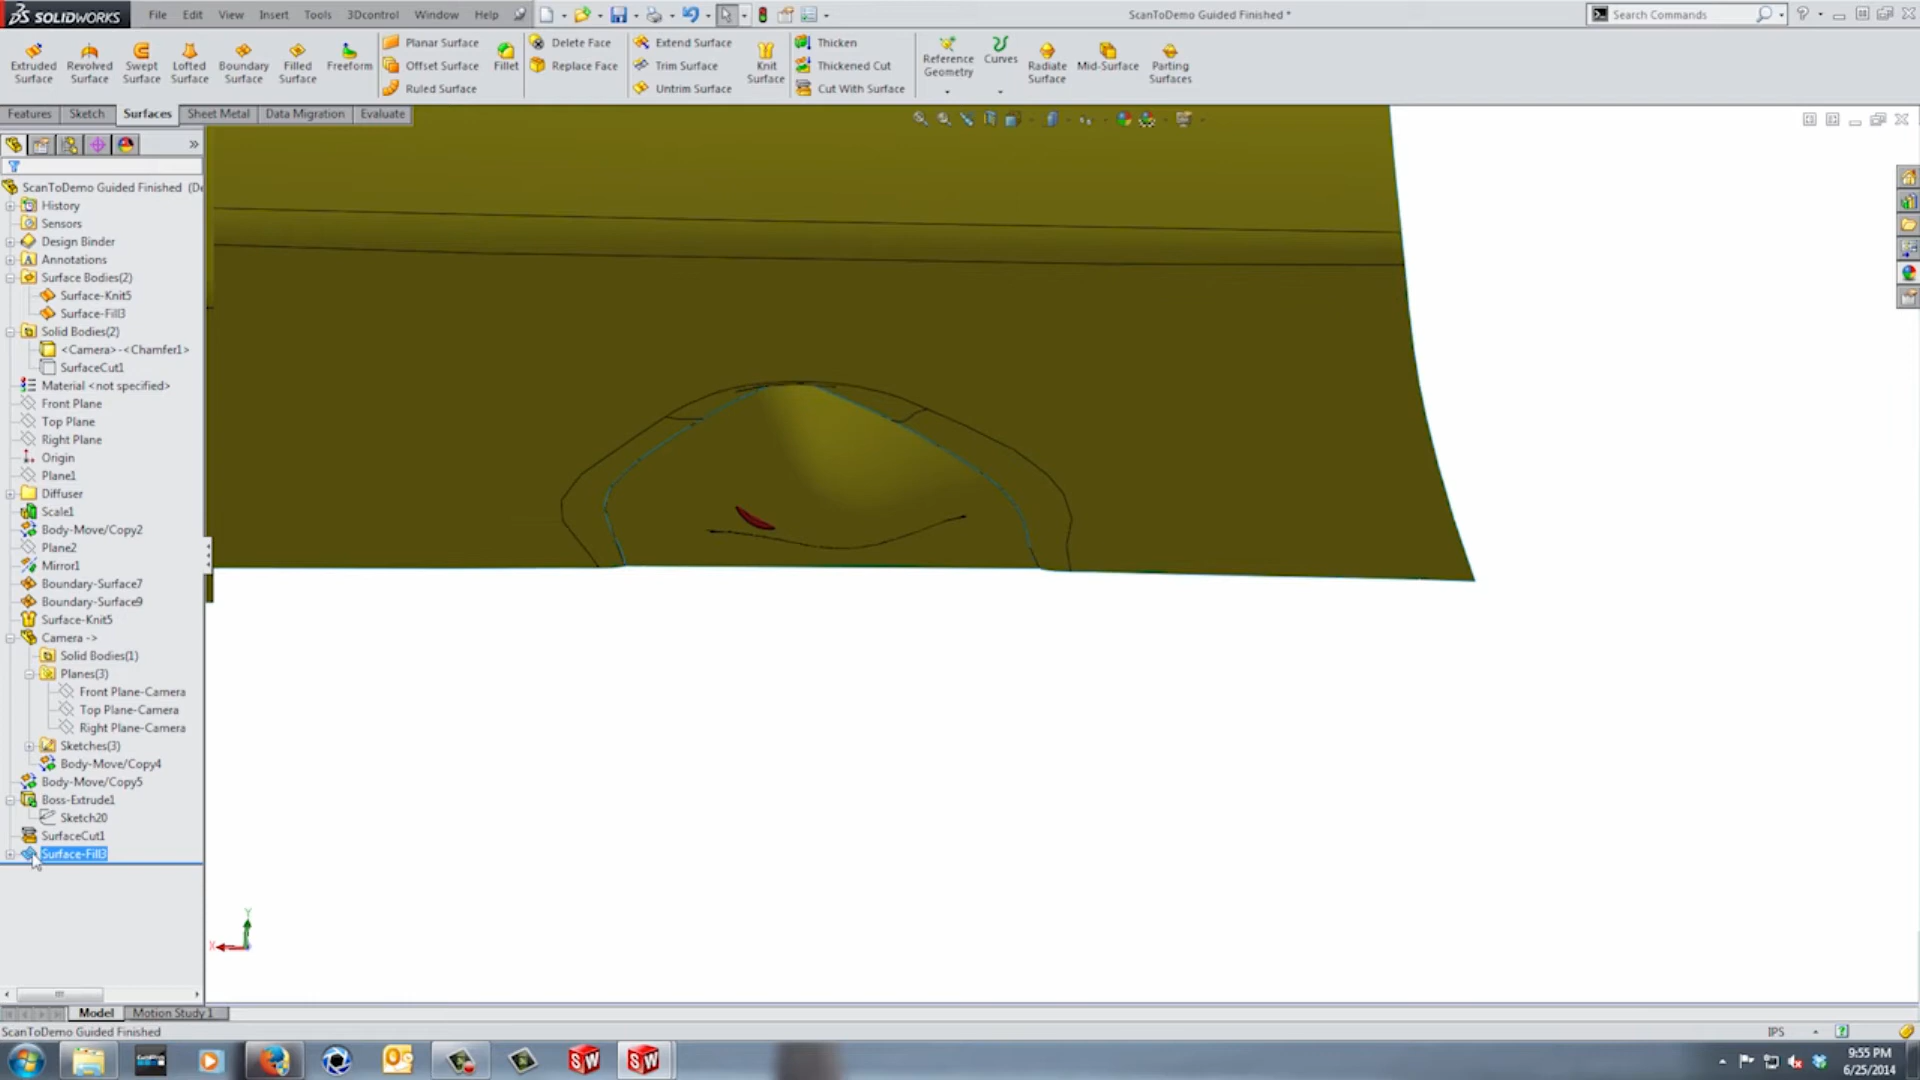 SOLIDWORKS File Edit View Insert Tools 3Dcontrol Window Help ScanToDemo Guided Finished * Search Commands
Extruded Surface
Revolved Surface
Swept Surface
Lofted Surface
Boundary Surface
Filled Surface
Freeform
Planar Surface
Offset Surface
Ruled Surface
Fillet
Delete Face
Replace Face
Extend Surface
Trim Surface
Untrim Surface
Knit Surface
Thicken
Thickened Cut
Cut With Surface
Reference Geometry
Curves
Radiate Surface
Mid-Surface
Parting Surfaces
Features Sketch Surfaces Sheet Metal Data Migration Evaluate
ScanToDemo Guided Finished (De
History
Sensors
Design Binder
Annotations
Surface Bodies(2)
Surface-Knit5
Surface-Fill3
Solid Bodies(2)
<Camera>-<Chamfer1>
SurfaceCut1
Material <not specified>
Front Plane
Top Plane
Right Plane
Origin
Plane1
Diffuser
Scale1
Body-Move/Copy2
Plane2
Mirror1
Boundary-Surface7
Boundary-Surface9
Surface-Knit5
Camera ->
Solid Bodies(1)
Planes(3)
Front Plane-Camera
Top Plane-Camera
Right Plane-Camera
Sketches(3)
Body-Move/Copy4
Body-Move/Copy5
Boss-Extrude1
Sketch20
SurfaceCut1
Surface-Fill3
Y
X
Model Motion Study 1
ScanToDemo Guided Finished IPS
SW SW
9:55 PM
6/25/2014